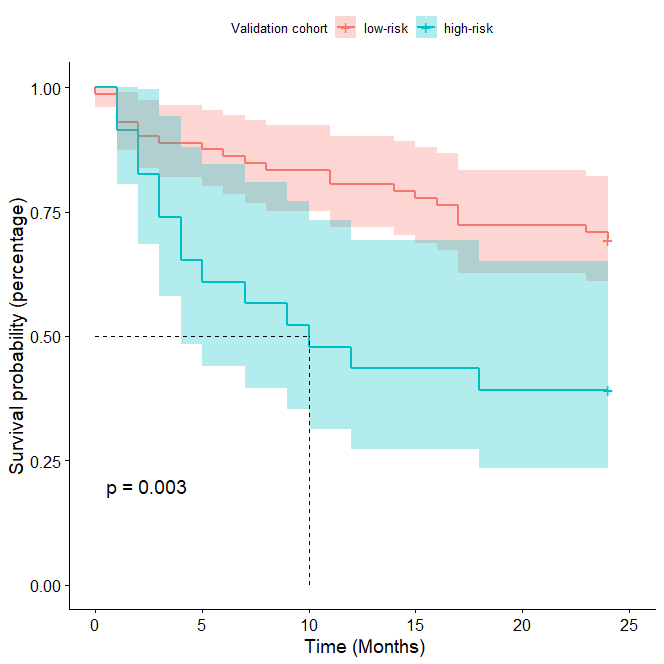 Validation cohort low-risk high-risk
Survival probability (percentage)
1.00
0.75
0.50
0.25
0.00
p = 0.003
0 5 10 15 20 25
Time (Months)